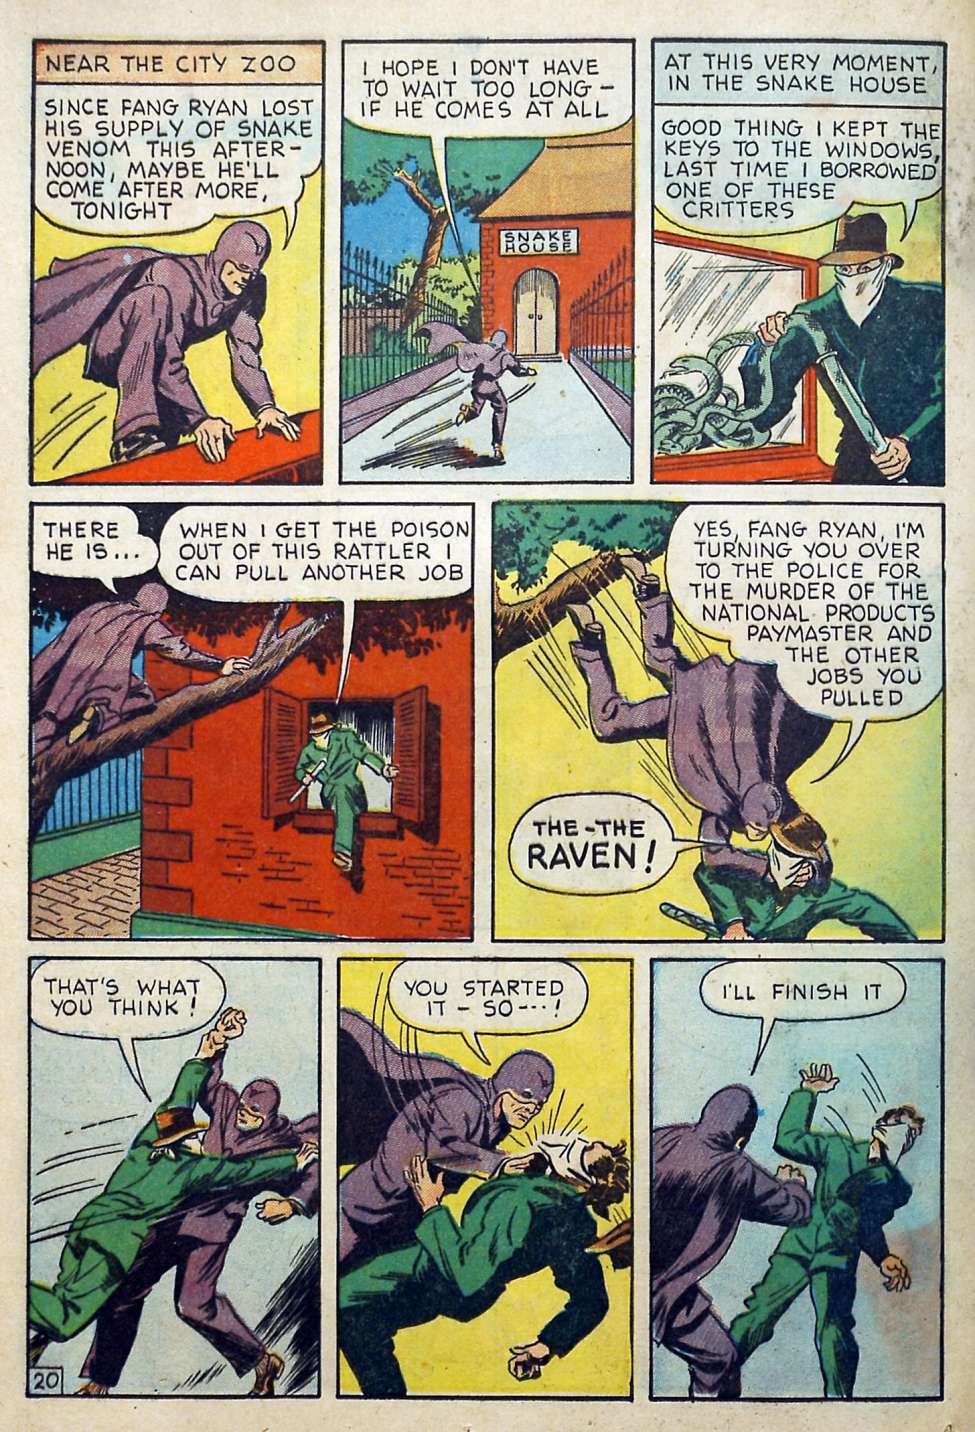 NEAR THE CITY ZOO
SINCE FANG RYAN LOST
HIS SUPPLY OF SNAKE
VENOM THIS AFTER-
NOON, MAYBE HE'LL
COME AFTER MORE,
TONIGHT
I HOPE I DON'T HAVE
TO WAIT TOO LONG –
IF HE COMES AT ALL
SNAKE
HOUSE
AT THIS VERY MOMENT,
IN THE SNAKE HOUSE
GOOD THING I KEPT THE
KEYS TO THE WINDOWS,
LAST TIME I BORROWED
ONE OF THESE
CRITTERS
THERE
HE IS...
WHEN I GET THE POISON
OUT OF THIS RATTLER I
CAN PULL ANOTHER JOB
YES, FANG RYAN, I'M
TURNING YOU OVER
TO THE POLICE FOR
THE MURDER OF THE
NATIONAL PRODUCTS
PAYMASTER AND
THE OTHER
JOBS YOU
PULLED
THE-THE
RAVEN!
THAT'S WHAT
YOU THINK!
YOU STARTED
IT – SO –··!
I'LL FINISH IT
20